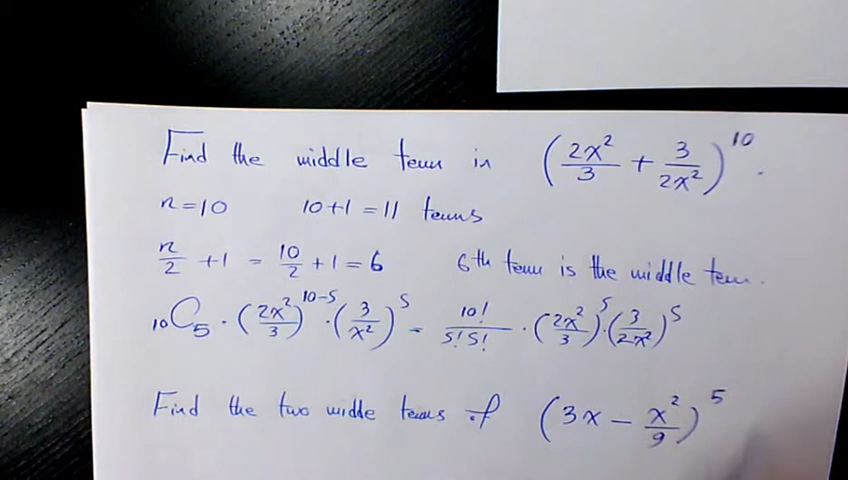 Find the middle term in (2x²/3 + 3/2x²)¹⁰.
n=10 10+1=11 terms
n/2 +1 = 10/2 +1=6 6th term is the middle term.
₁₀C₅ · (2x²/3)¹⁰⁻⁵ · (3/x²)⁵ = 10!/5!5! · (2x²/3)⁵·(3/2x²)⁵
Find the two middle terms of (3x − x²/9)⁵